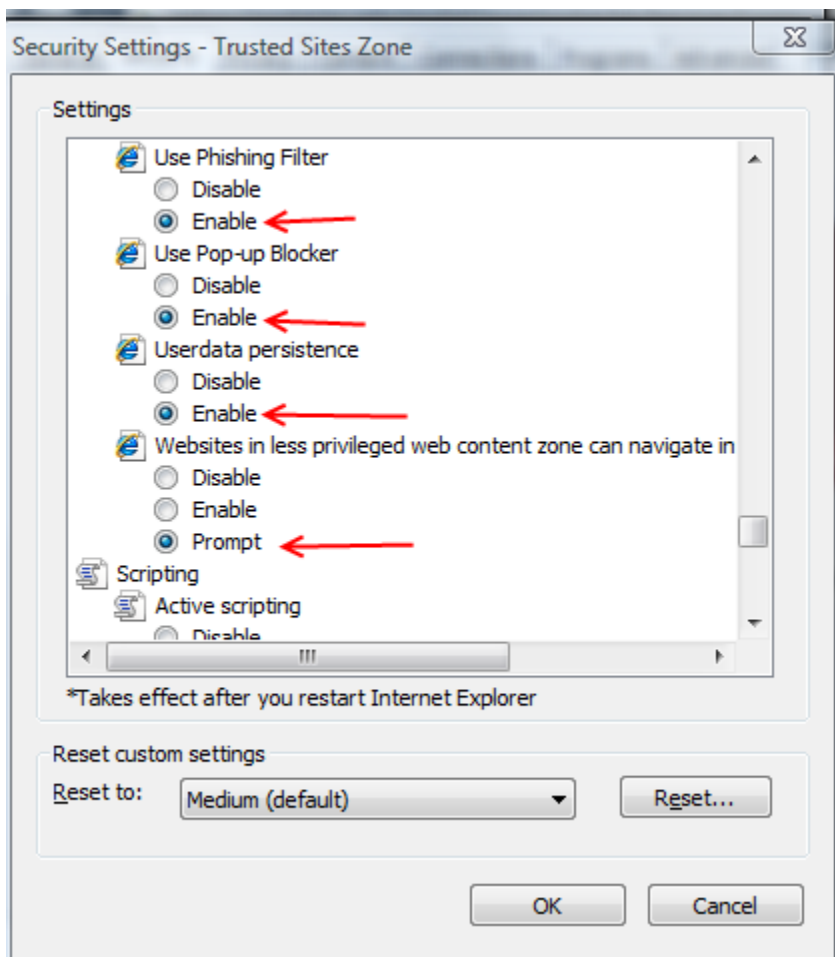 Security Settings - Trusted Sites Zone
Settings
Use Phishing Filter
Disable
Enable
Use Pop-up Blocker
Disable
Enable
Userdata persistence
Disable
Enable
Websites in less privileged web content zone can navigate in
Disable
Enable
Prompt
Scripting
Active scripting
Disable
*Takes effect after you restart Internet Explorer
Reset custom settings
Reset to: Medium (default) Reset...
OK Cancel